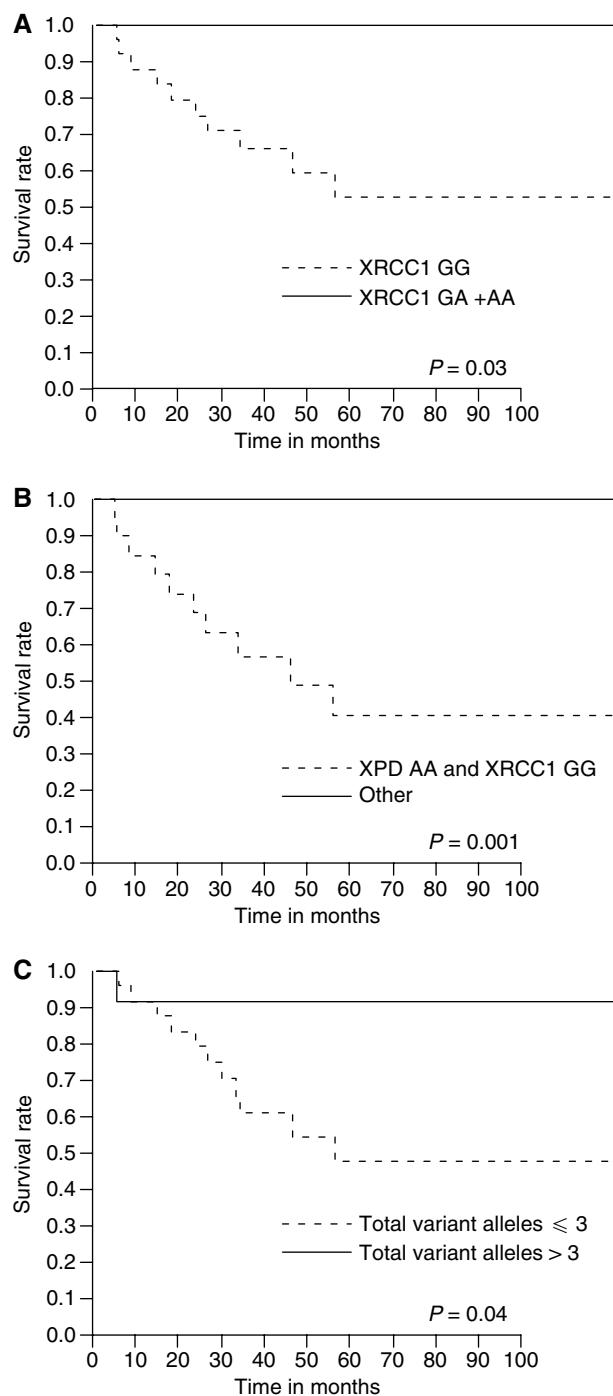 A
1.0
0.9
0.8
0.7
0.6
0.5
0.4
0.3
0.2
0.1
0.0
Survival rate
XRCC1 GG
XRCC1 GA +AA
P = 0.03
0 10 20 30 40 50 60 70 80 90 100
Time in months
B
1.0
0.9
0.8
0.7
0.6
0.5
0.4
0.3
0.2
0.1
0.0
Survival rate
XPD AA and XRCC1 GG
Other
P = 0.001
0 10 20 30 40 50 60 70 80 90 100
Time in months
C
1.0
0.9
0.8
0.7
0.6
0.5
0.4
0.3
0.2
0.1
0.0
Survival rate
Total variant alleles ⩽ 3
Total variant alleles > 3
P = 0.04
0 10 20 30 40 50 60 70 80 90 100
Time in months